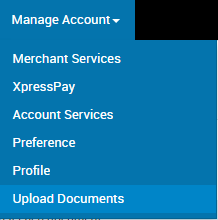 Manage Account
Merchant Services
XpressPay
Account Services
Preference
Profile
Upload Documents